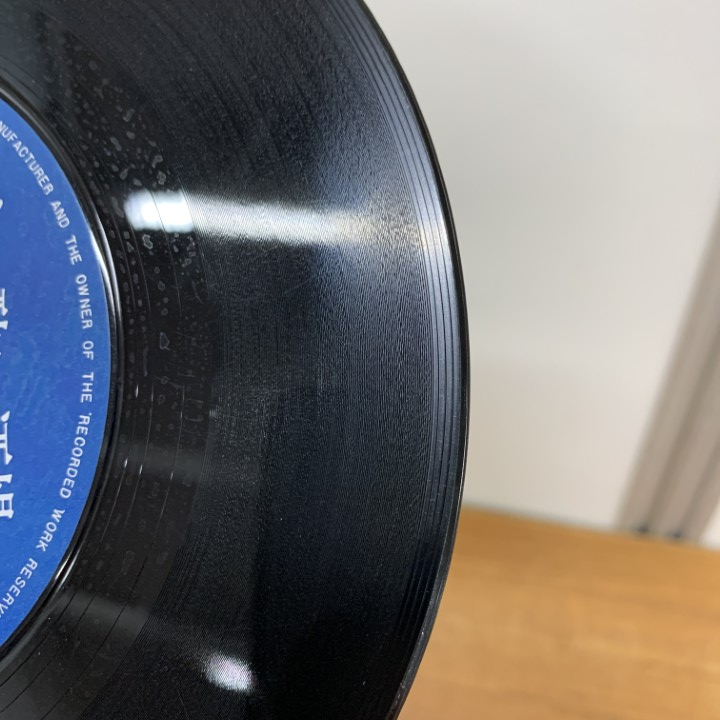 NUFACTURER AND THE OWNER OF THE RECORDED WORK RESERV